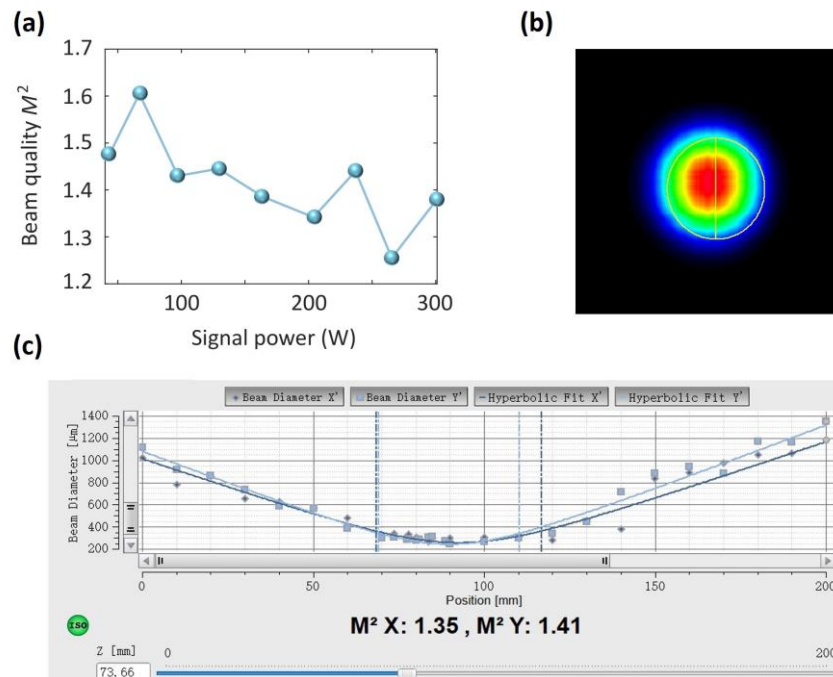 (a)
1.7
1.6
1.5
1.4
1.3
1.2
Beam quality M²
100
200
300
Signal power (W)
(b)
(c)
Beam Diameter X' Beam Diameter Y' Hyperbolic Fit X' Hyperbolic Fit Y'
1400
1200
1000
800
600
400
200
Beam Diameter [µm]
0 50 100 150 200
Position [mm]
ISO
M² X: 1.35 , M² Y: 1.41
Z [mm] 0 200
73.66